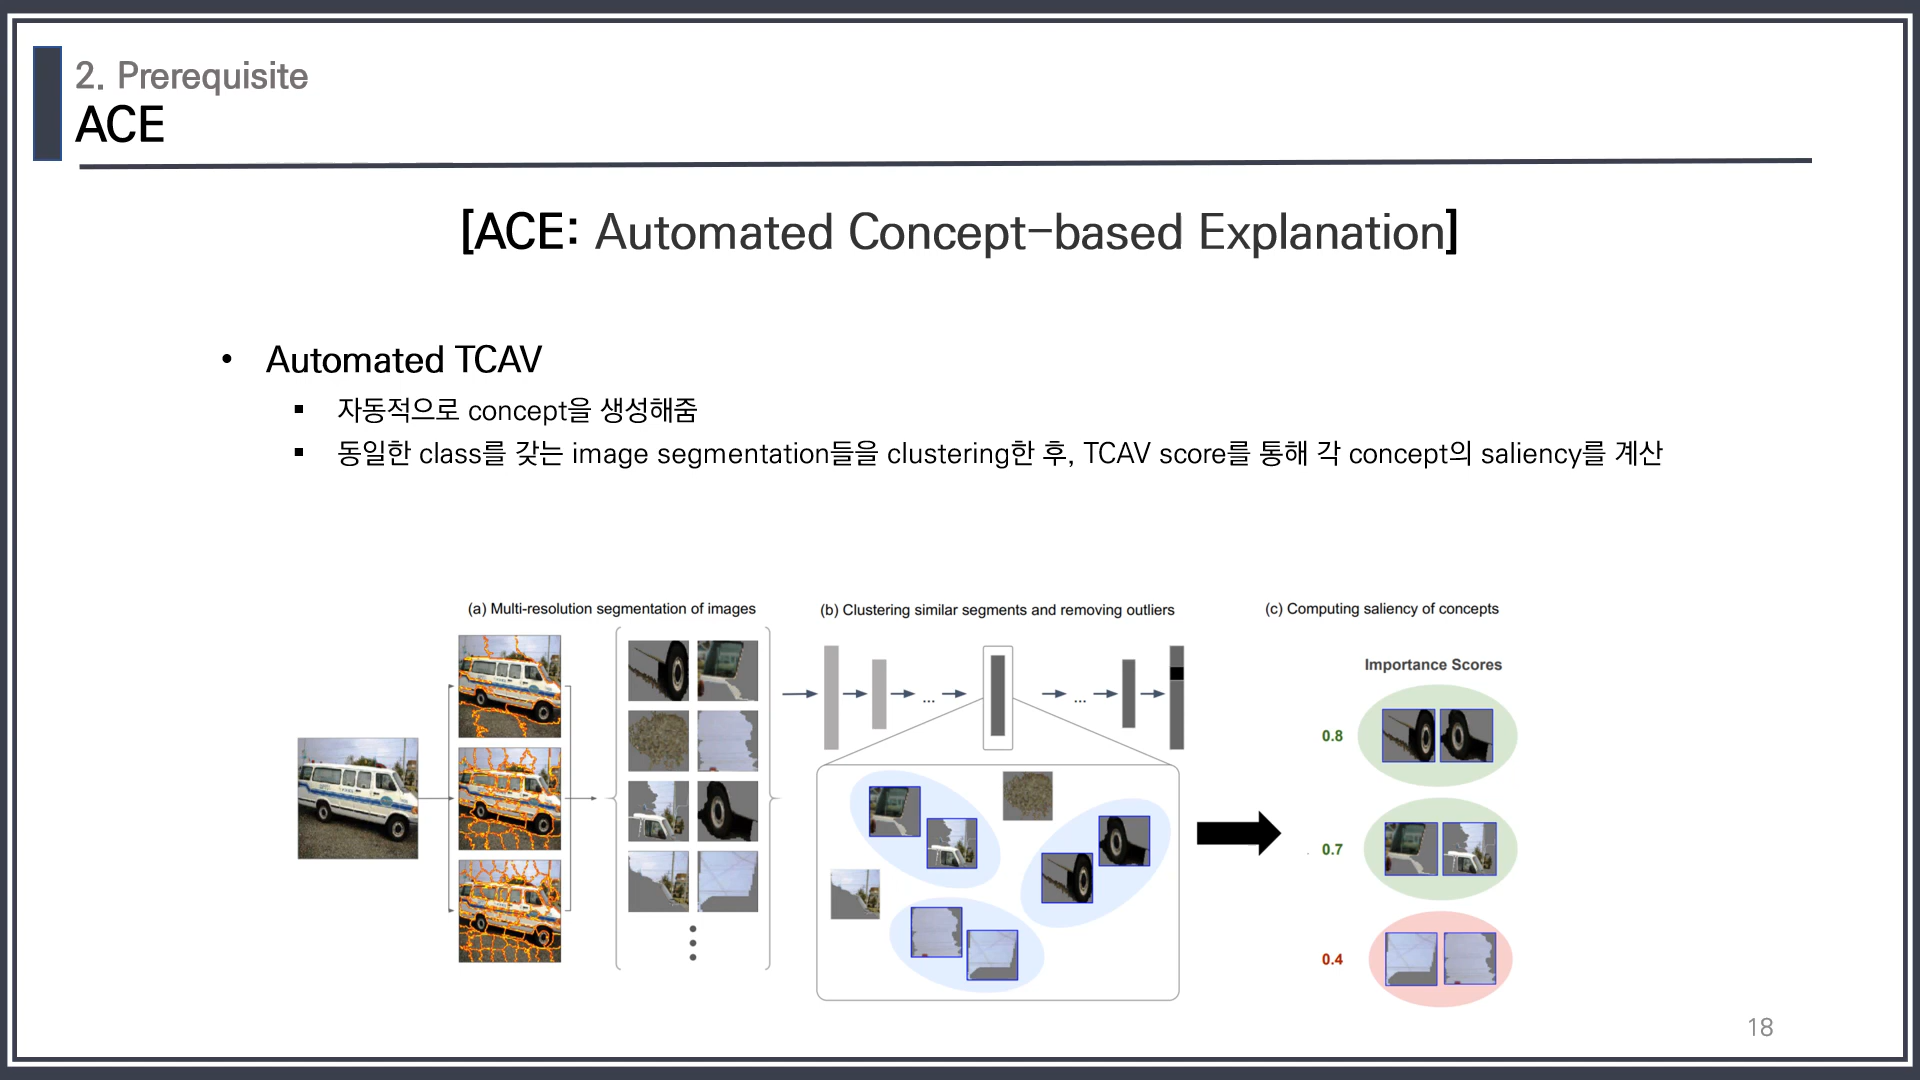 2. Prerequisite
ACE
[ACE: Automated Concept-based Explanation]
• Automated TCAV
▪ 자동적으로 concept을 생성해줌
▪ 동일한 class를 갖는 image segmentation들을 clustering한 후, TCAV score를 통해 각 concept의 saliency를 계산
(a) Multi-resolution segmentation of images
(b) Clustering similar segments and removing outliers
(c) Computing saliency of concepts
... ...
Importance Scores
0.8
0.7
0.4
18